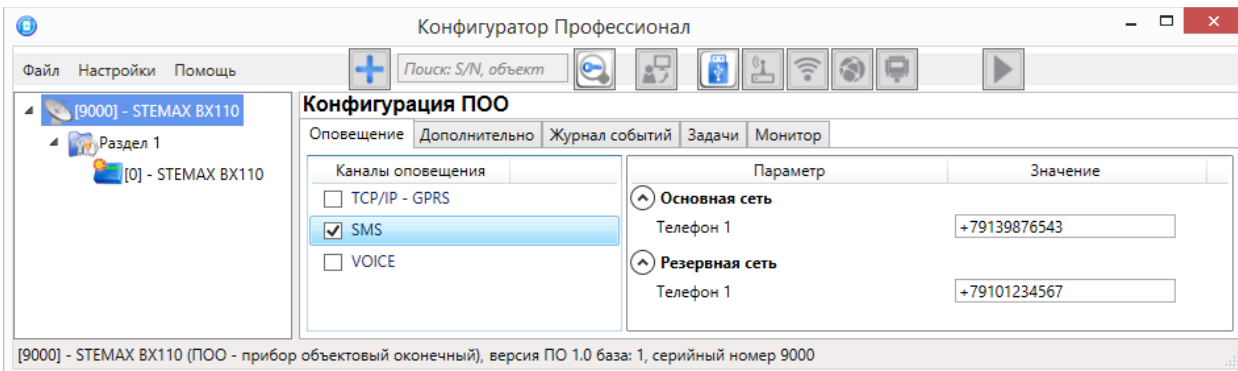 Конфигуратор Профессионал
Файл Настройки Помощь
Поиск: S/N, объект
[9000] - STEMAX BX110
Раздел 1
[0] - STEMAX BX110
Конфигурация ПОО
Оповещение Дополнительно Журнал событий Задачи Монитор
Каналы оповещения
TCP/IP - GPRS
SMS
VOICE
Параметр Значение
Основная сеть
Телефон 1 +79139876543
Резервная сеть
Телефон 1 +79101234567
[9000] - STEMAX BX110 (ПОО - прибор объектовый оконечный), версия ПО 1.0 база: 1, серийный номер 9000